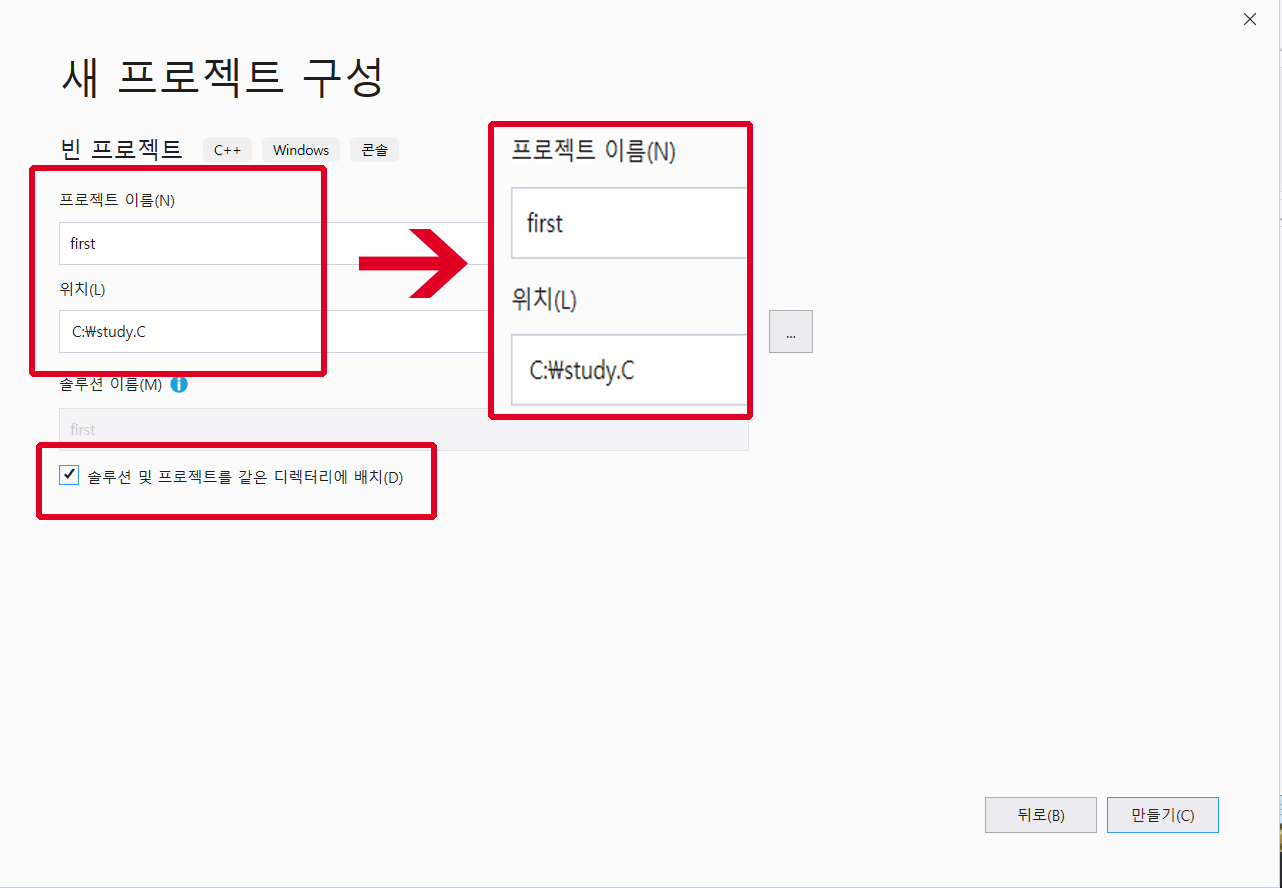 새 프로젝트 구성
빈 프로젝트 C++ Windows 콘솔
프로젝트 이름(N)
first
위치(L)
C:₩study.C
...
솔루션 이름(M)
first
솔루션 및 프로젝트를 같은 디렉터리에 배치(D)
프로젝트 이름(N)
first
위치(L)
C:₩study.C
뒤로(B) 만들기(C)